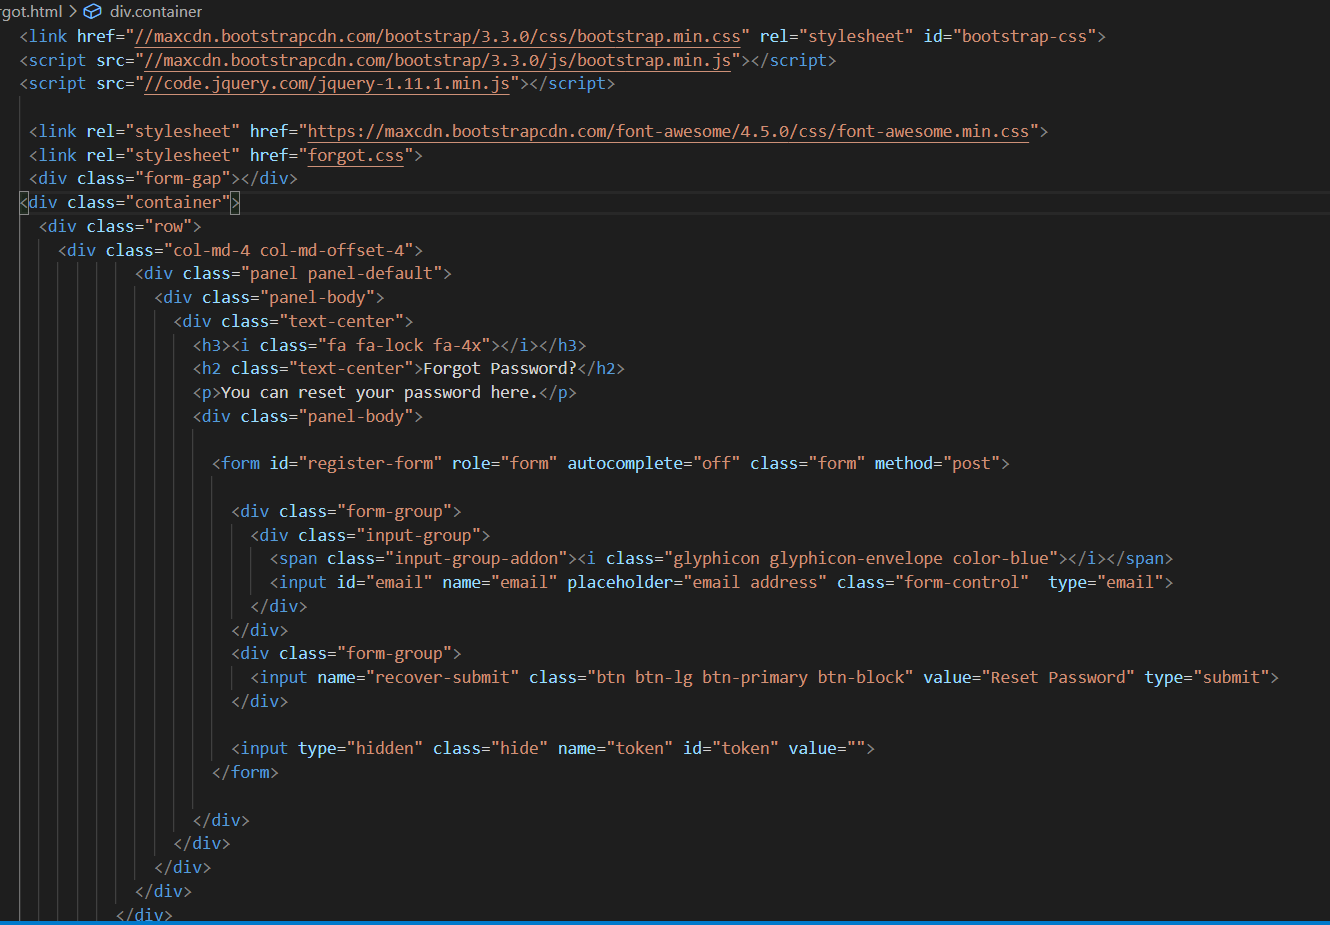 rgot.html > div.container
<link href="//maxcdn.bootstrapcdn.com/bootstrap/3.3.0/css/bootstrap.min.css" rel="stylesheet" id="bootstrap-css">
<script src="//maxcdn.bootstrapcdn.com/bootstrap/3.3.0/js/bootstrap.min.js"></script>
<script src="//code.jquery.com/jquery-1.11.1.min.js"></script>
<link rel="stylesheet" href="https://maxcdn.bootstrapcdn.com/font-awesome/4.5.0/css/font-awesome.min.css">
<link rel="stylesheet" href="forgot.css">
<div class="form-gap"></div>
<div class="container">
<div class="row">
<div class="col-md-4 col-md-offset-4">
<div class="panel panel-default">
<div class="panel-body">
<div class="text-center">
<h3><i class="fa fa-lock fa-4x"></i></h3>
<h2 class="text-center">Forgot Password?</h2>
<p>You can reset your password here.</p>
<div class="panel-body">
<form id="register-form" role="form" autocomplete="off" class="form" method="post">
<div class="form-group">
<div class="input-group">
<span class="input-group-addon"><i class="glyphicon glyphicon-envelope color-blue"></i></span>
<input id="email" name="email" placeholder="email address" class="form-control"  type="email">
</div>
</div>
<div class="form-group">
<input name="recover-submit" class="btn btn-lg btn-primary btn-block" value="Reset Password" type="submit">
</div>
<input type="hidden" class="hide" name="token" id="token" value="">
</form>
</div>
</div>
</div>
</div>
</div>